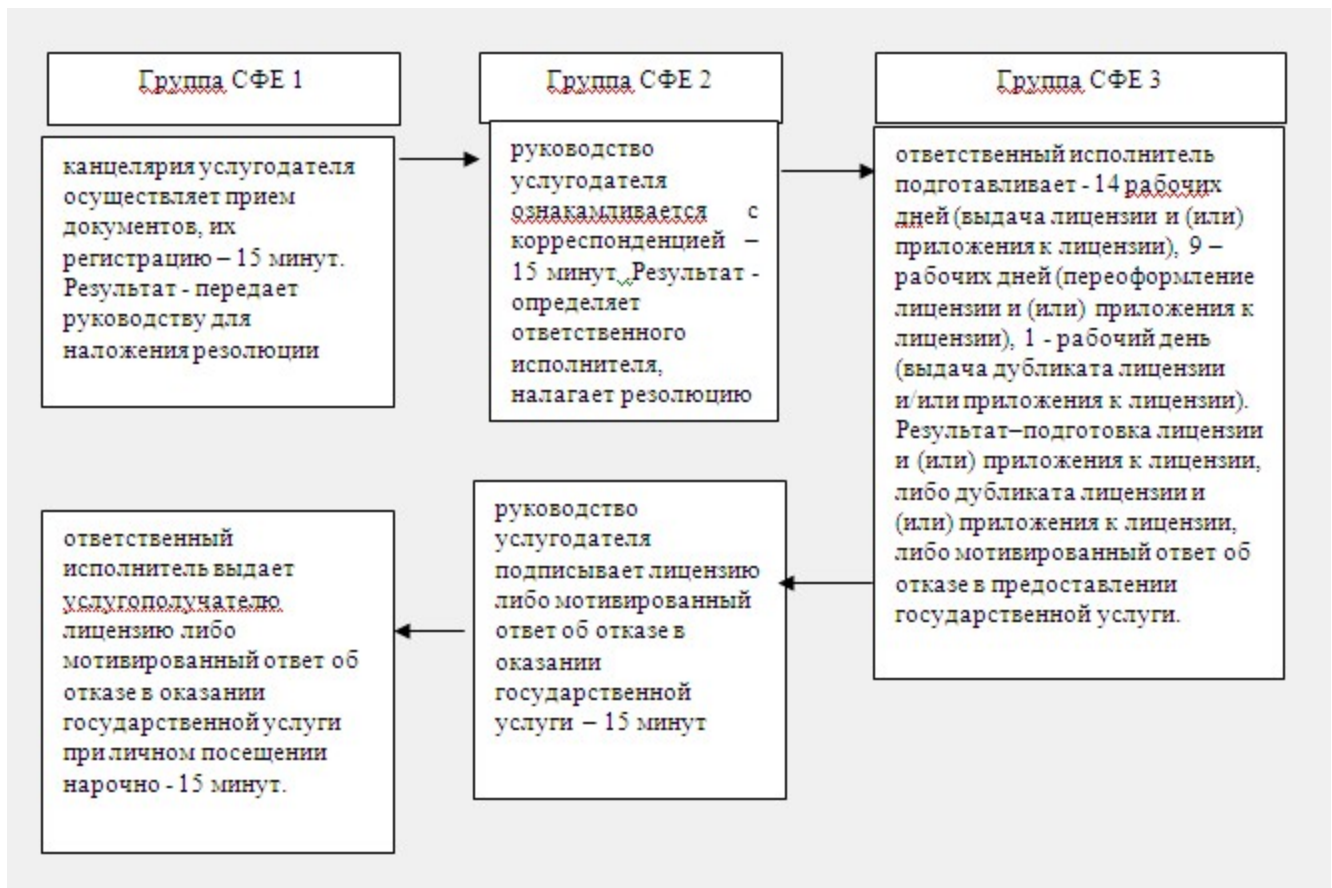 Группа СФЕ 1
канцелярия услугодателя
осуществляет прием
документов, их
регистрацию – 15 минут.
Результат - передает
руководству для
наложения резолюции
Группа СФЕ 2
руководство
услугодателя
ознакамливается с
корреспонденцией –
15 минут. Результат -
определяет
ответственного
исполнителя,
налагает резолюцию
Группа СФЕ 3
ответственный исполнитель
подготавливает - 14 рабочих
дней (выдача лицензии и (или)
приложения к лицензии), 9 –
рабочих дней (переоформление
лицензии и (или) приложения к
лицензии), 1 - рабочий день
(выдача дубликата лицензии
и/или приложения к лицензии).
Результат–подготовка лицензии
и (или) приложения к лицензии,
либо дубликата лицензии и
(или) приложения к лицензии,
либо мотивированный ответ об
отказе в предоставлении
государственной услуги.
руководство
услугодателя
подписывает лицензию
либо мотивированный
ответ об отказе в
оказании
государственной
услуги – 15 минут
ответственный
исполнитель выдает
услугополучателю
лицензию либо
мотивированный ответ об
отказе в оказании
государственной услуги
при личном посещении
нарочно - 15 минут.